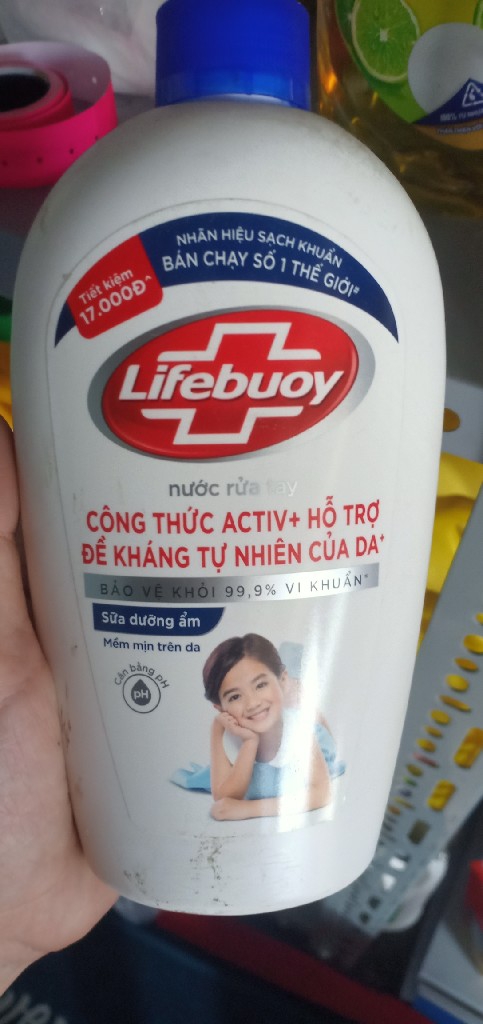 NHÃN HIỆU SẠCH KHUẨN
BÁN CHẠY SỐ 1 THẾ GIỚI#
Tiết kiệm
17.000Đ^
Lifebuoy
nước rửa tay
CÔNG THỨC ACTIV+ HỖ TRỢ
ĐỀ KHÁNG TỰ NHIÊN CỦA DA+
BẢO VỆ KHỎI 99,9% VI KHUẨN*
Sữa dưỡng ẩm
Mềm mịn trên da
Cân bằng pH
pH